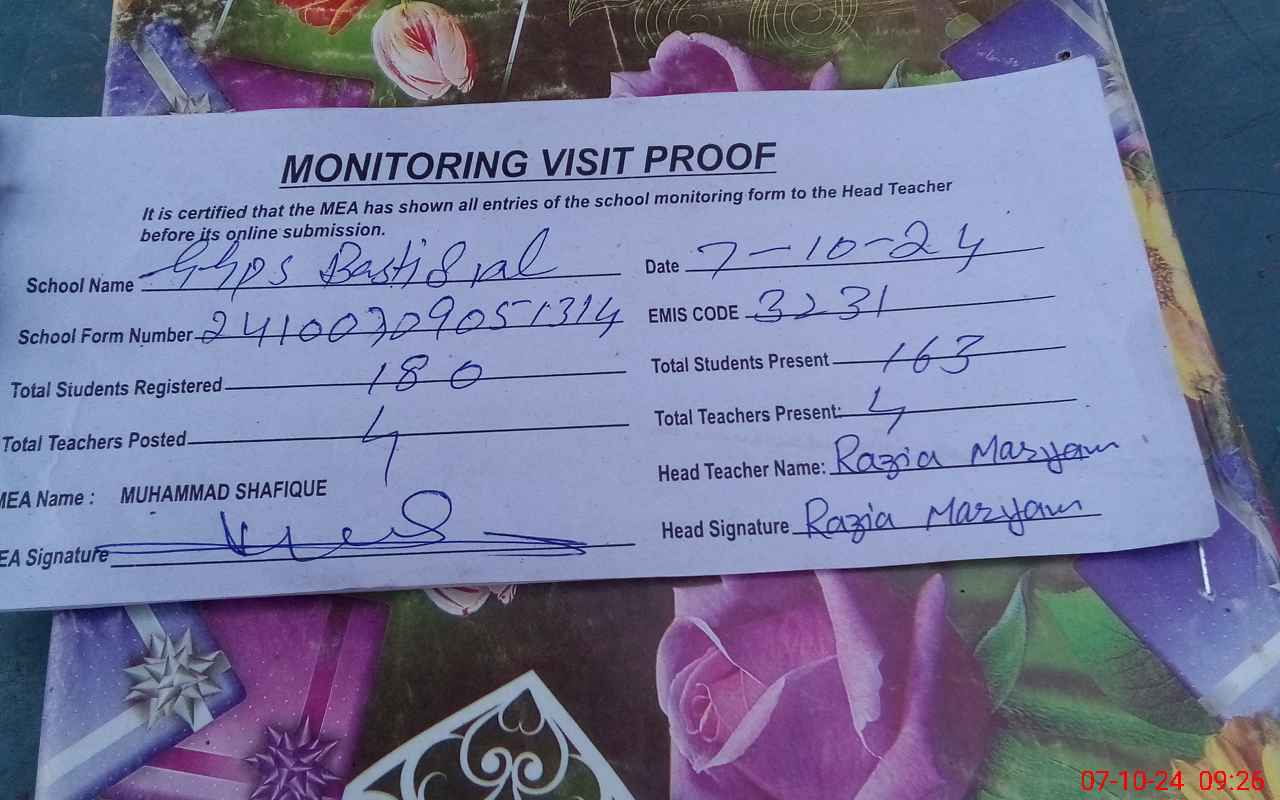 MONITORING VISIT PROOF
It is certified that the MEA has shown all entries of the school monitoring form to the Head Teacher
before its online submission.
School Name GGPS Basti
Date 7-10-24
School Form Number 24100709051314
EMIS CODE 3231
Total Students Registered 180
Total Students Present 163
Total Teachers Posted 4
Total Teachers Present: 4
MEA Name : MUHAMMAD SHAFIQUE
Head Teacher Name: Razia Maryam
EA Signature
Head Signature Razia Maryam
07-10-24 09:26